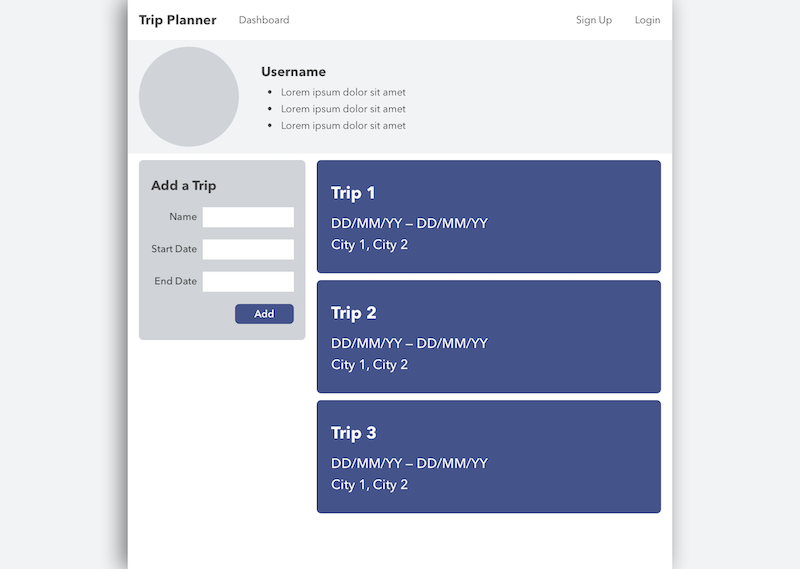 Trip Planner Dashboard Sign Up Login
Username
• Lorem ipsum dolor sit amet
• Lorem ipsum dolor sit amet
• Lorem ipsum dolor sit amet
Add a Trip
Name
Start Date
End Date
Add
Trip 1
DD/MM/YY – DD/MM/YY
City 1, City 2
Trip 2
DD/MM/YY – DD/MM/YY
City 1, City 2
Trip 3
DD/MM/YY – DD/MM/YY
City 1, City 2